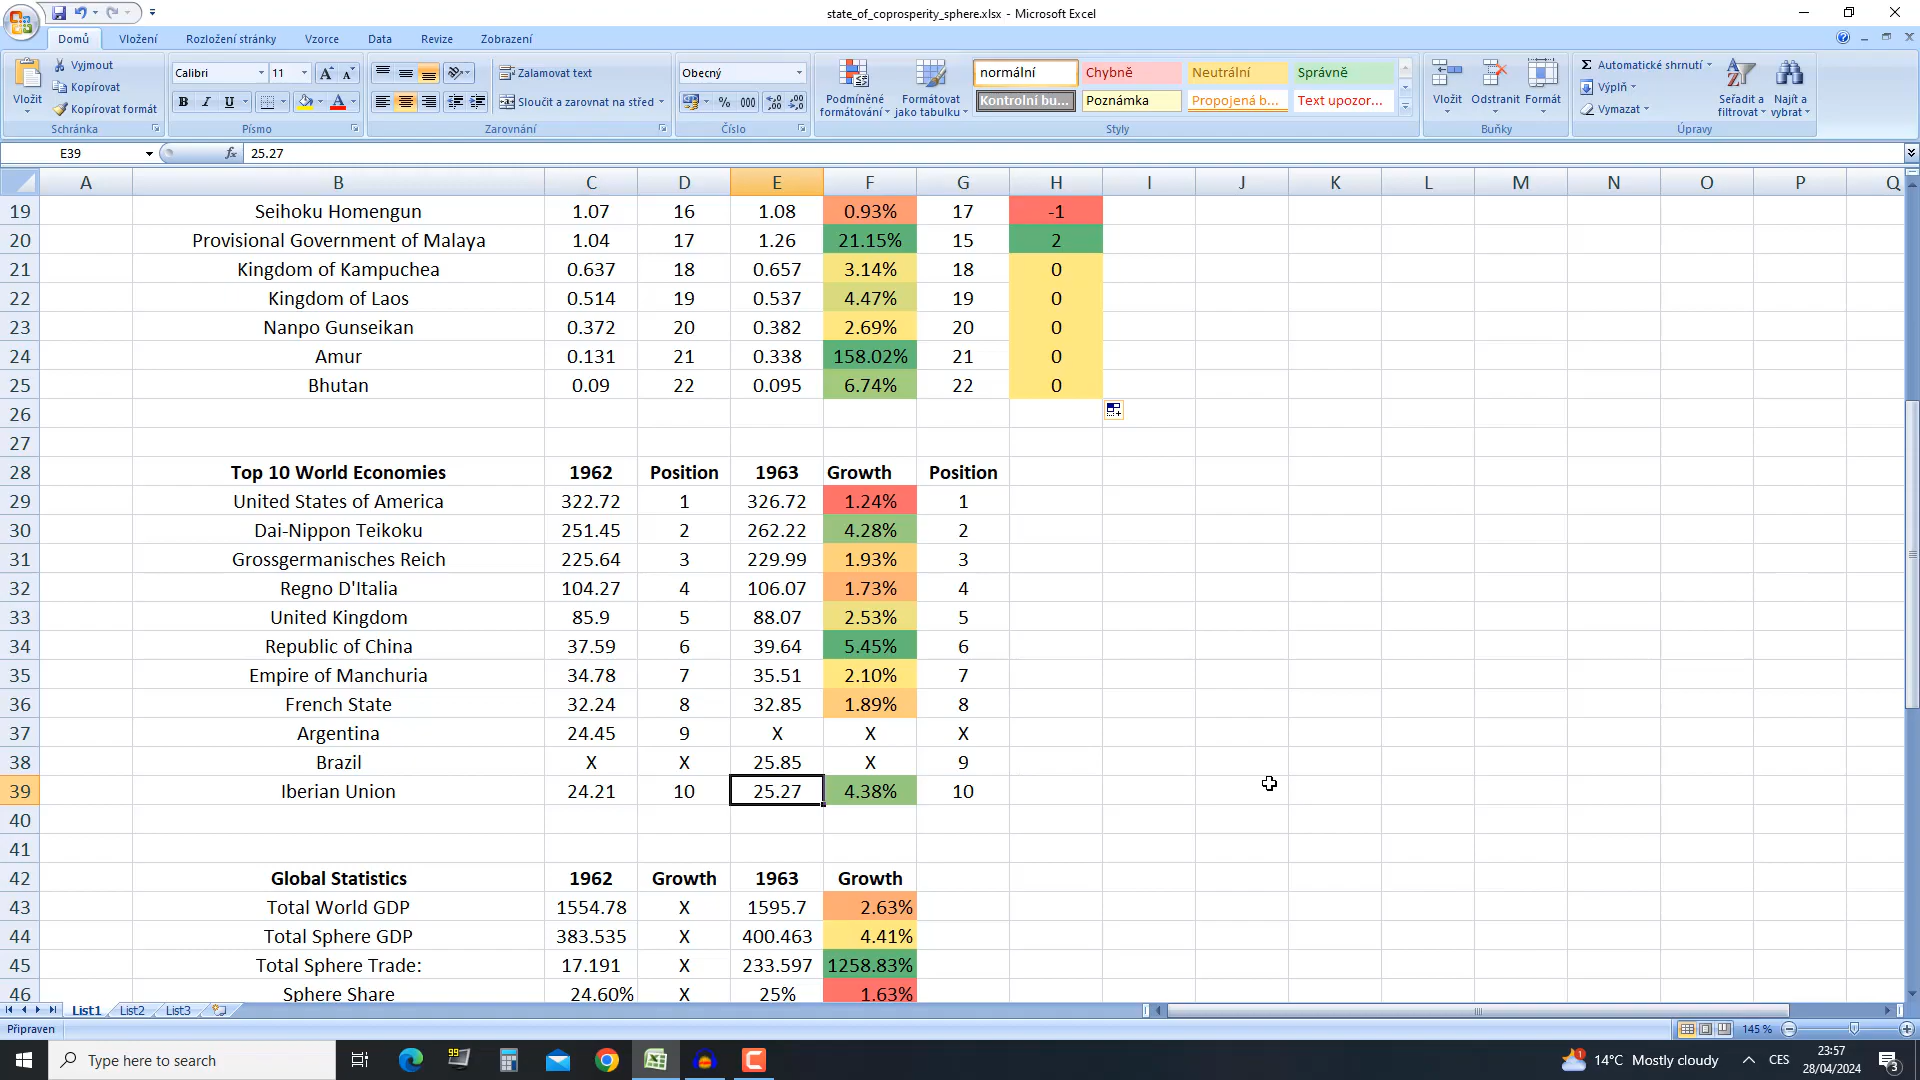 state_of_coprosperity_sphere.xlsx - Microsoft Excel
Domů Vložení Rozložení stránky Vzorce Data Revize Zobrazení
Vložit
Vyjmout
Kopírovat
Kopírovat formát
Schránka
Calibri 11
B I U
Písmo
Zalamovat text
Sloučit a zarovnat na střed
Zarovnání
Obecný
% 000
Číslo
Podmíněné formátování
Formátovat jako tabulku
normální Chybně Neutrální Správně
Kontrolní bu... Poznámka Propojená b... Text upozor...
Styly
Vložit Odstranit Formát
Buňky
Σ Automatické shrnutí
Výplň
Vymazat
Seřadit a filtrovat
Najít a vybrat
Úpravy
E39 fx 25.27
A B C D E F G H I J K L M N O P Q
19 Seihoku Homengun 1.07 16 1.08 0.93% 17 -1
20 Provisional Government of Malaya 1.04 17 1.26 21.15% 15 2
21 Kingdom of Kampuchea 0.637 18 0.657 3.14% 18 0
22 Kingdom of Laos 0.514 19 0.537 4.47% 19 0
23 Nanpo Gunseikan 0.372 20 0.382 2.69% 20 0
24 Amur 0.131 21 0.338 158.02% 21 0
25 Bhutan 0.09 22 0.095 6.74% 22 0
26
27
28 Top 10 World Economies 1962 Position 1963 Growth Position
29 United States of America 322.72 1 326.72 1.24% 1
30 Dai-Nippon Teikoku 251.45 2 262.22 4.28% 2
31 Grossgermanisches Reich 225.64 3 229.99 1.93% 3
32 Regno D'Italia 104.27 4 106.07 1.73% 4
33 United Kingdom 85.9 5 88.07 2.53% 5
34 Republic of China 37.59 6 39.64 5.45% 6
35 Empire of Manchuria 34.78 7 35.51 2.10% 7
36 French State 32.24 8 32.85 1.89% 8
37 Argentina 24.45 9 X X X
38 Brazil X X 25.85 X 9
39 Iberian Union 24.21 10 25.27 4.38% 10
40
41
42 Global Statistics 1962 Growth 1963 Growth
43 Total World GDP 1554.78 X 1595.7 2.63%
44 Total Sphere GDP 383.535 X 400.463 4.41%
45 Total Sphere Trade: 17.191 X 233.597 1258.83%
46 Sphere Share 24.60% X 25% 1.63%
List1 List2 List3
Připraven 145 %
Type here to search
14°C Mostly cloudy CES 23:57
28/04/2024 3